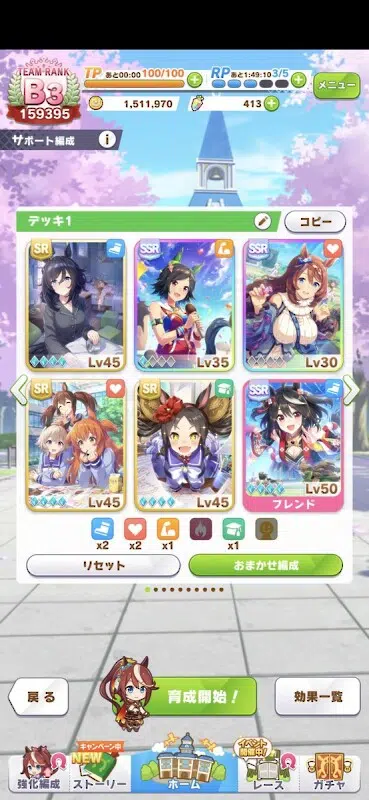 TEAM RANK
B3
159395
TP あと00:00 100/100
RP あと1:49:10 3/5
メニュー
1,511,970
413
サポート編成 i
デッキ1
コピー
SR
SSR
SSR
Lv45
Lv35
Lv30
SR
SR
SSR
Lv45
Lv45
Lv50
フレンド
x2 x2 x1 x1
リセット
おまかせ編成
戻る
育成開始!
効果一覧
強化編成
キャンペーン中
NEW
ストーリー
ホーム
イベント
開催中!
レース
ガチャ